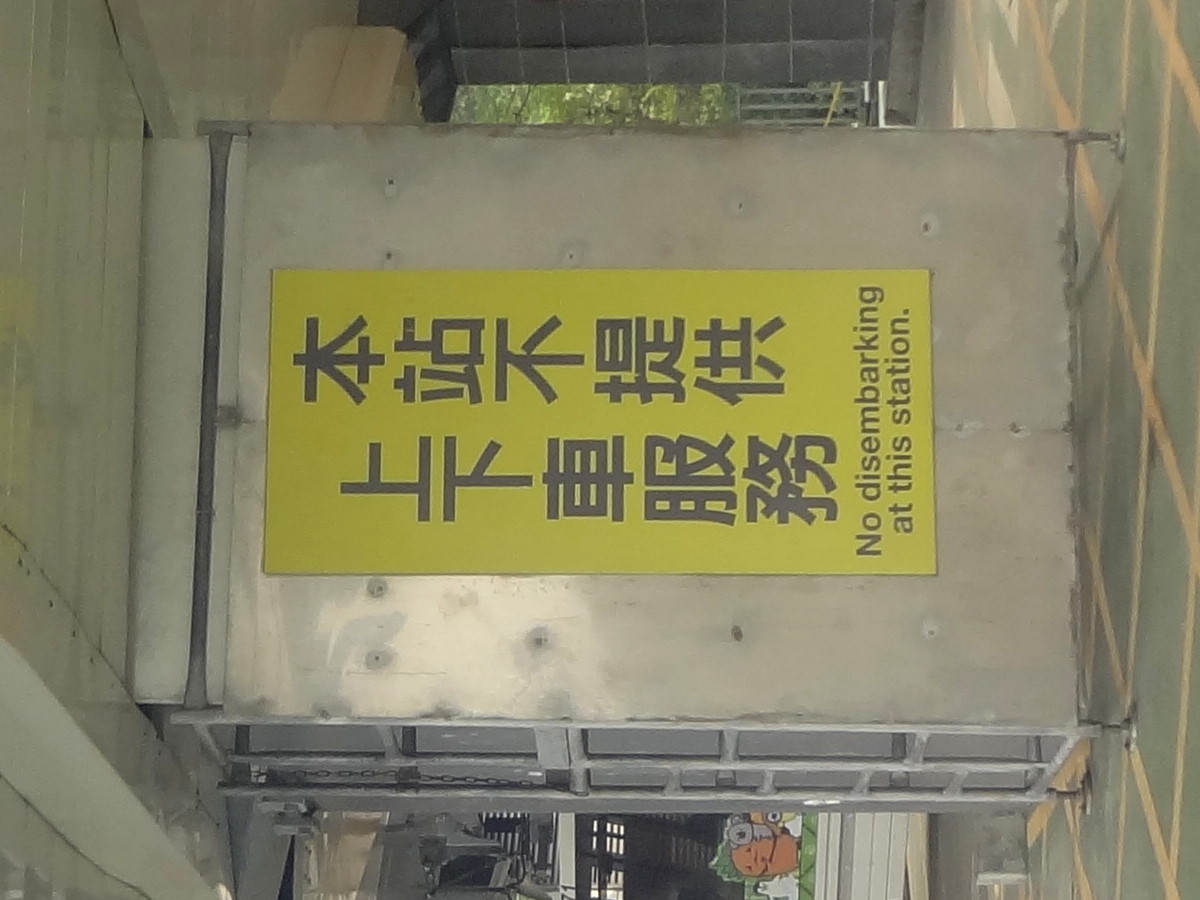 本站不提供
上下車服務
No disembarking
at this station.